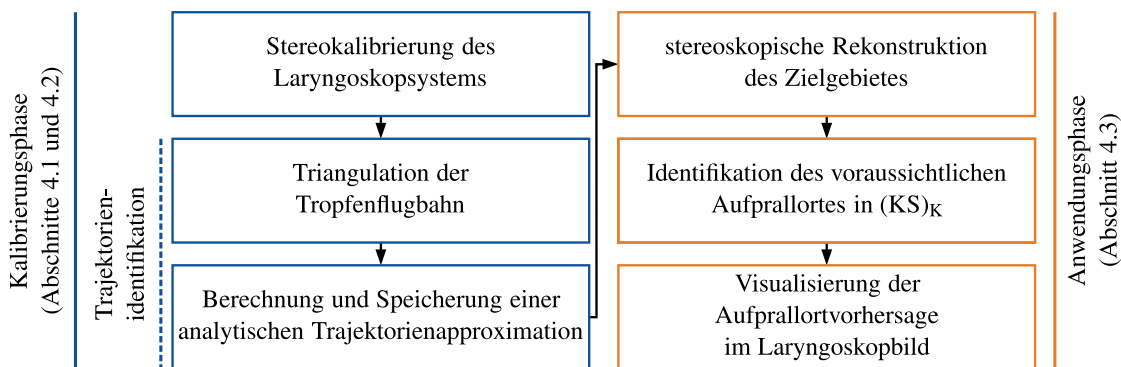 Kalibrierungsphase
(Abschnitte 4.1 und 4.2)
Trajektorien-
identifikation
Stereokalibrierung des
Laryngoskopsystems
Triangulation der
Tropfenflugbahn
Berechnung und Speicherung einer
analytischen Trajektorienapproximation
stereoskopische Rekonstruktion
des Zielgebietes
Identifikation des voraussichtlichen
Aufprallortes in (KS)K
Visualisierung der
Aufprallortvorhersage
im Laryngoskopbild
Anwendungsphase
(Abschnitt 4.3)